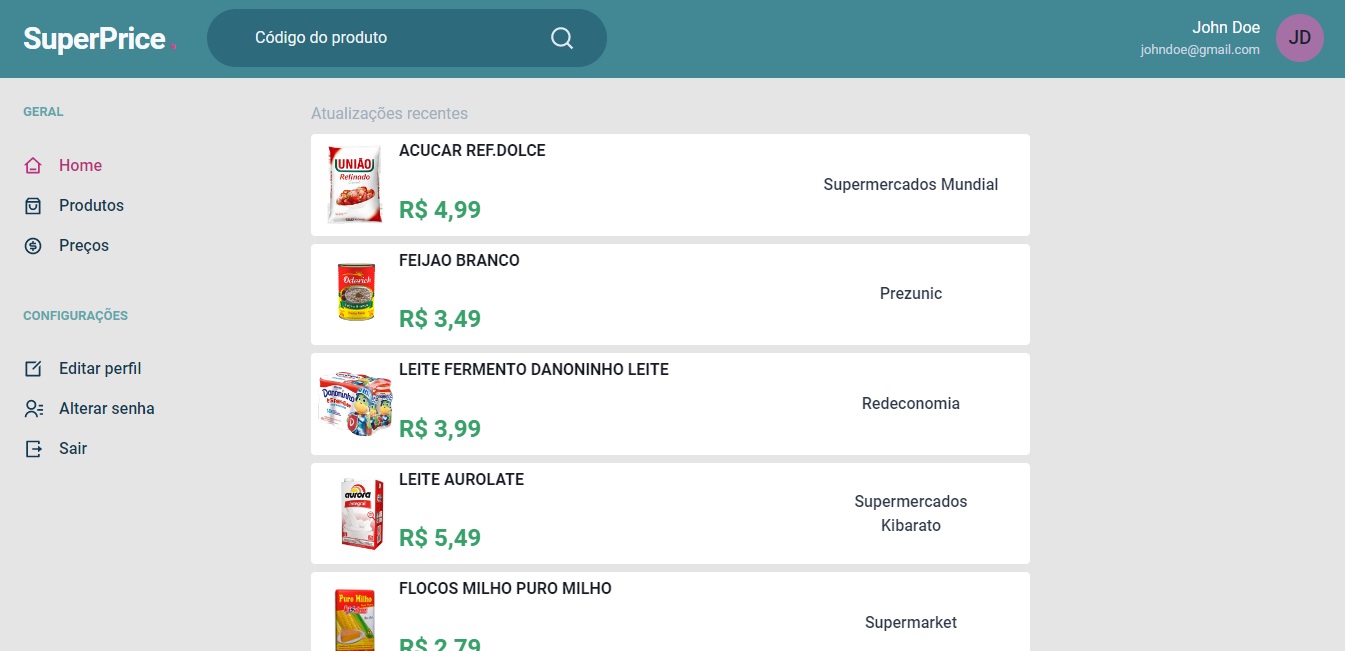 SuperPrice.
Código do produto
John Doe
johndoe@gmail.com
JD
GERAL
Home
Produtos
Preços
CONFIGURAÇÕES
Editar perfil
Alterar senha
Sair
Atualizações recentes
UNIÃO
Refinado
ACUCAR REF.DOLCE
R$ 4,99
Supermercados Mundial
FEIJAO BRANCO
R$ 3,49
Prezunic
Danoninho
LEITE FERMENTO DANONINHO LEITE
R$ 3,99
Redeconomia
aurora
LEITE AUROLATE
R$ 5,49
Supermercados
Kibarato
Puro Milho
FLOCOS MILHO PURO MILHO
R$ 2,79
Supermarket